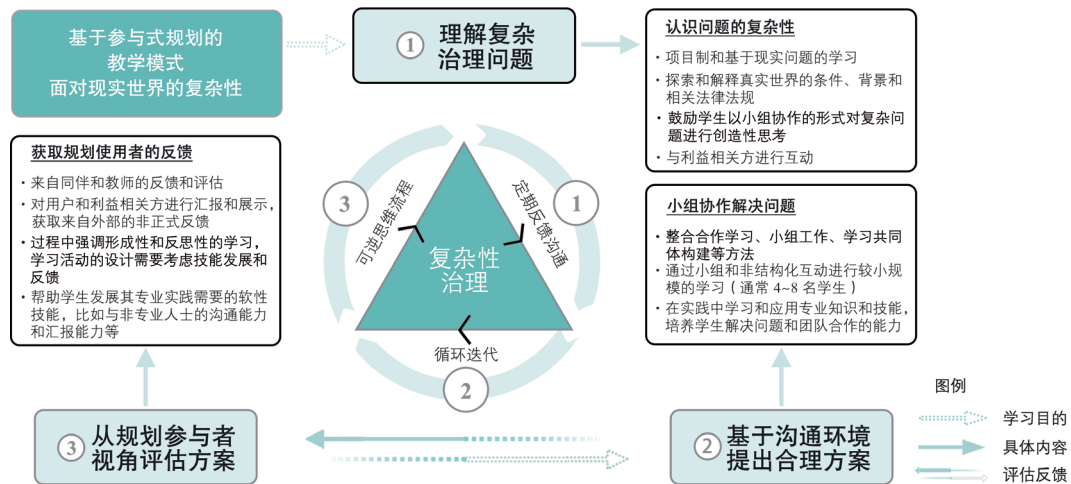 基于参与式规划的
教学模式
面对现实世界的复杂性
① 理解复杂
治理问题
认识问题的复杂性
· 项目制和基于现实问题的学习
· 探索和解释真实世界的条件、背景和
相关法律法规
· 鼓励学生以小组协作的形式对复杂问
题进行创造性思考
· 与利益相关方进行互动
获取规划使用者的反馈
· 来自同伴和教师的反馈和评估
· 对用户和利益相关方进行汇报和展示，
获取来自外部的非正式反馈
· 过程中强调形成性和反思性的学习，
学习活动的设计需要考虑技能发展和
反馈
· 帮助学生发展其专业实践需要的软性
技能，比如与非专业人士的沟通能力
和汇报能力等
③
可逆思维流程
定期反馈沟通
①
复杂性
治理
循环迭代
②
小组协作解决问题
· 整合合作学习、小组工作、学习共同
体构建等方法
· 通过小组和非结构化互动进行较小规
模的学习（通常 4~8 名学生）
· 在实践中学习和应用专业知识和技能，
培养学生解决问题和团队合作的能力
③ 从规划参与者
视角评估方案
② 基于沟通环境
提出合理方案
图例
学习目的
具体内容
评估反馈